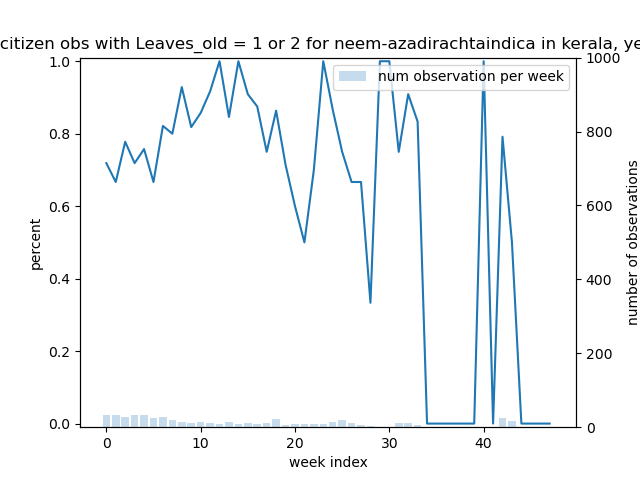 citizen obs with Leaves_old = 1 or 2 for neem-azadirachtaindica in kerala,
num observation per week
percent
1.0
0.8
0.6
0.4
0.2
0.0
1000
800
600
400
200
0
number of observations
0 10 20 30 40
week index